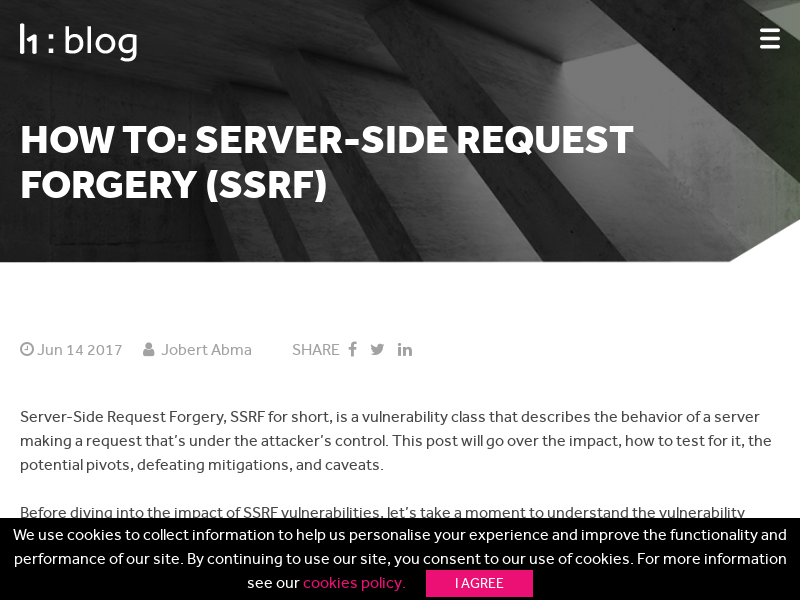 h1 : blog
HOW TO: SERVER-SIDE REQUEST
FORGERY (SSRF)
Jun 14 2017 Jobert Abma SHARE
Server-Side Request Forgery, SSRF for short, is a vulnerability class that describes the behavior of a server
making a request that’s under the attacker’s control. This post will go over the impact, how to test for it, the
potential pivots, defeating mitigations, and caveats.
Before diving into the impact of SSRF vulnerabilities, let’s take a moment to understand the vulnerability
We use cookies to collect information to help us personalise your experience and improve the functionality and
performance of our site. By continuing to use our site, you consent to our use of cookies. For more information
see our cookies policy. I AGREE